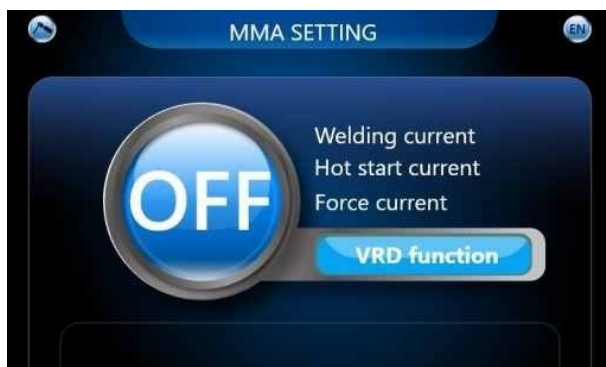 MMA SETTING
EN
OFF
Welding current
Hot start current
Force current
VRD function